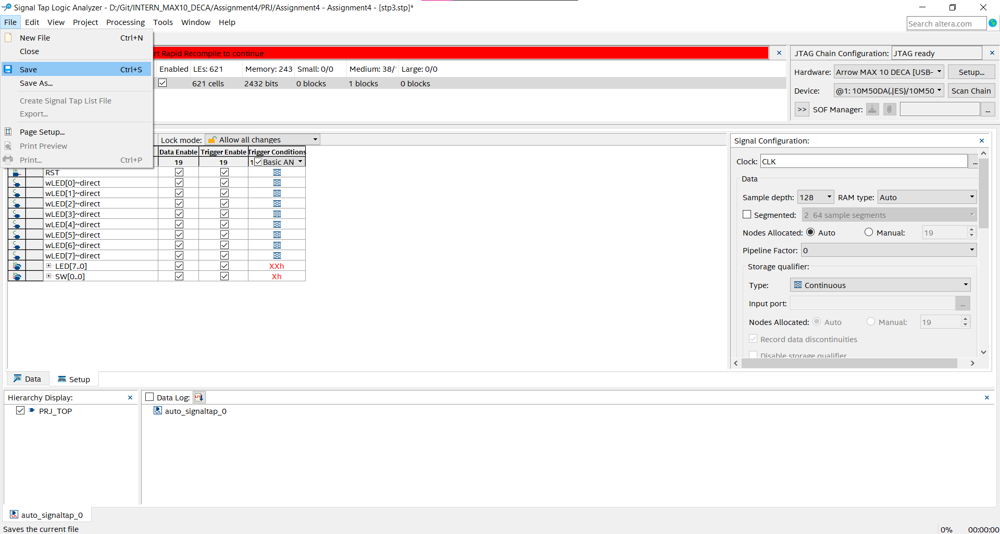 Signal Tap Logic Analyzer - D:/Git/INTERN_MAX10_DECA/Assignment4/PRJ/Assignment4 - Assignment4 - [stp3.stp]*
File Edit View Project Processing Tools Window Help
Search altera.com
New File Ctrl+N
Close
Save Ctrl+S
Save As...
Create Signal Tap List File
Export...
Page Setup...
Print Preview
Print... Ctrl+P
rt Rapid Recompile to continue
Enabled LEs: 621 Memory: 243 Small: 0/0 Medium: 38/ Large: 0/0
621 cells 2432 bits 0 blocks 1 blocks 0 blocks
JTAG Chain Configuration: JTAG ready
Hardware: Arrow MAX 10 DECA [USB- Setup...
Device: @1: 10M50DA(.|ES)/10M50 Scan Chain
>> SOF Manager: ...
Lock mode: Allow all changes
Data Enable Trigger Enable Trigger Conditions
19 19 1 Basic AN
RST
wLED[0]~direct
wLED[1]~direct
wLED[2]~direct
wLED[3]~direct
wLED[4]~direct
wLED[5]~direct
wLED[6]~direct
wLED[7]~direct
LED[7..0] XXh
SW[0..0] Xh
Signal Configuration:
Clock: CLK ...
Data
Sample depth: 128 RAM type: Auto
Segmented: 2 64 sample segments
Nodes Allocated: Auto Manual: 19
Pipeline Factor: 0
Storage qualifier:
Type: Continuous
Input port: ...
Nodes Allocated: Auto Manual: 19
Record data discontinuities
Disable storage qualifier
Data Setup
Hierarchy Display:
PRJ_TOP
Data Log:
auto_signaltap_0
auto_signaltap_0
Saves the current file
0% 00:00:00